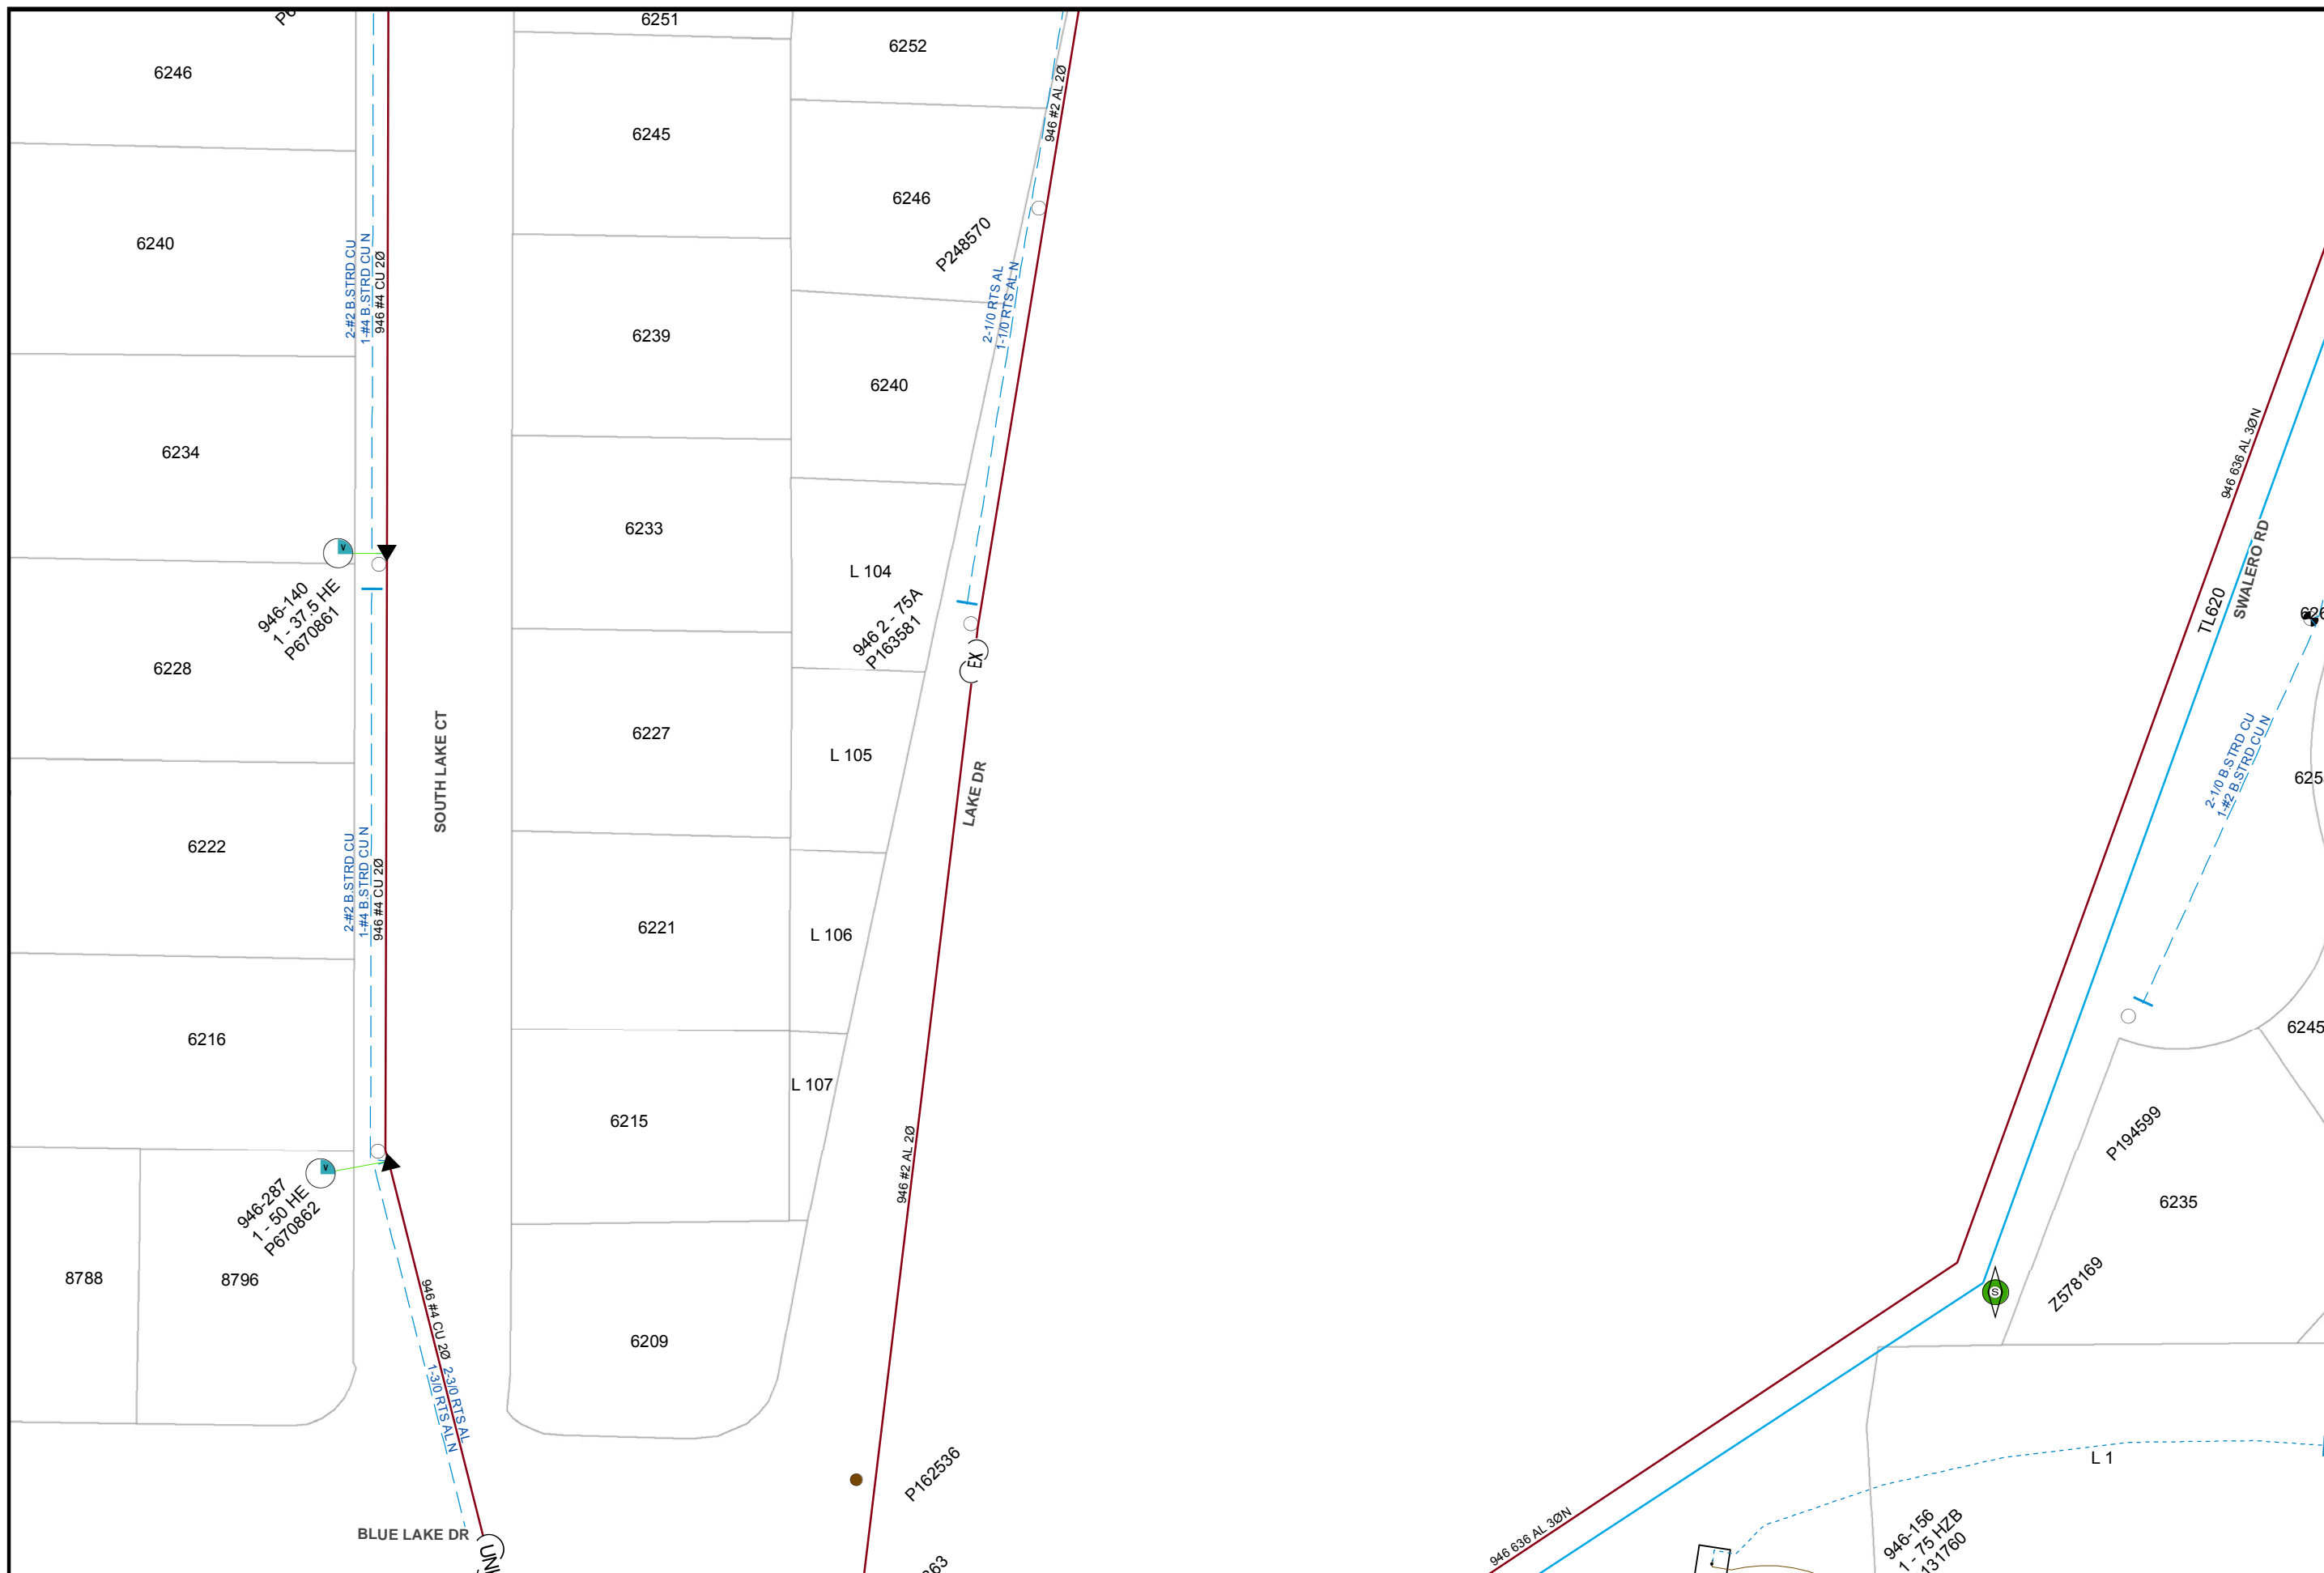 6251
6252
6246
6245
6246
P248570
946 #2 AL 2Ø
6240
6239
6240
2-#2 B.STRD CU
1-#4 B.STRD CU N
946 #4 CU 2Ø
2-1/0 RTS AL
1-1/0 RTS AL N
6234
6233
L 104
946-140
1 - 37.5 HE
P670861
946 2 - 75A
P163581
EX
946 636 AL 3ØN
TL620
SWALERO RD
6228
6227
L 105
SOUTH LAKE CT
LAKE DR
2-1/0 B.STRD CU
1-#2 B.STRD CU N
6222
6221
L 106
2-#2 B.STRD CU
1-#4 B.STRD CU N
946 #4 CU 2Ø
6216
6215
L 107
6245
946 #2 AL 2Ø
P194599
6235
V
V
946-287
1 - 50 HE
P670862
8788
8796
6209
Z578169
S
946 #4 CU 2Ø
2-3/0 RTS AL
1-3/0 RTS AL N
P162536
L 1
BLUE LAKE DR
946 636 AL 3ØN
946-156
1 - 75 HZB